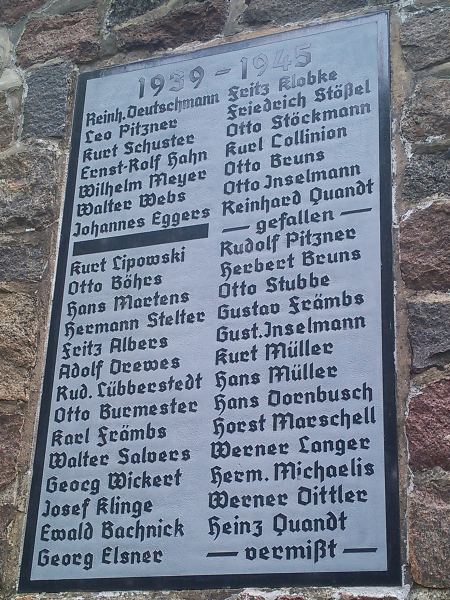 1939 - 1945
Reinh. Deutschmann
Leo Pitzner
Kurt Schuster
Ernst-Rolf Hahn
Wilhelm Meyer
Walter Webs
Johannes Eggers
Kurt Lipowski
Otto Böhrs
Hans Martens
Hermann Stelter
Fritz Albers
Adolf Drewes
Rud. Lübberstedt
Otto Burmester
Karl Främbs
Walter Salvers
Geocg Wickert
Josef Klinge
Ewald Bachnick
Georg Elsner
Fritz Klobke
Friedrich Stößel
Otto Stöckmann
Kurl Collinion
Otto Bruns
Otto Inselmann
Reinhard Quandt
— gefallen —
Rudolf Pitzner
Herbert Bruns
Otto Stubbe
Gustav Främbs
Gust. Inselmann
Kurt Müller
Hans Müller
Hans Dornbusch
Horst Marschell
Werner Langer
Herm. Michaelis
Werner Dittler
Heinz Quandt
— vermißt —